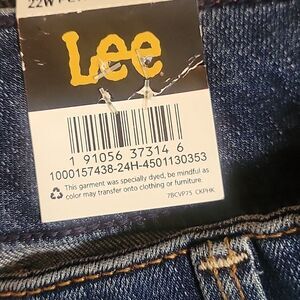 22W
Lee
1 91056 37314 6
1000157438-24H-4501130353
This garment was specially dyed, be mindful as
color may transfer onto clothing or furniture.
7BCVP75 CKPHK